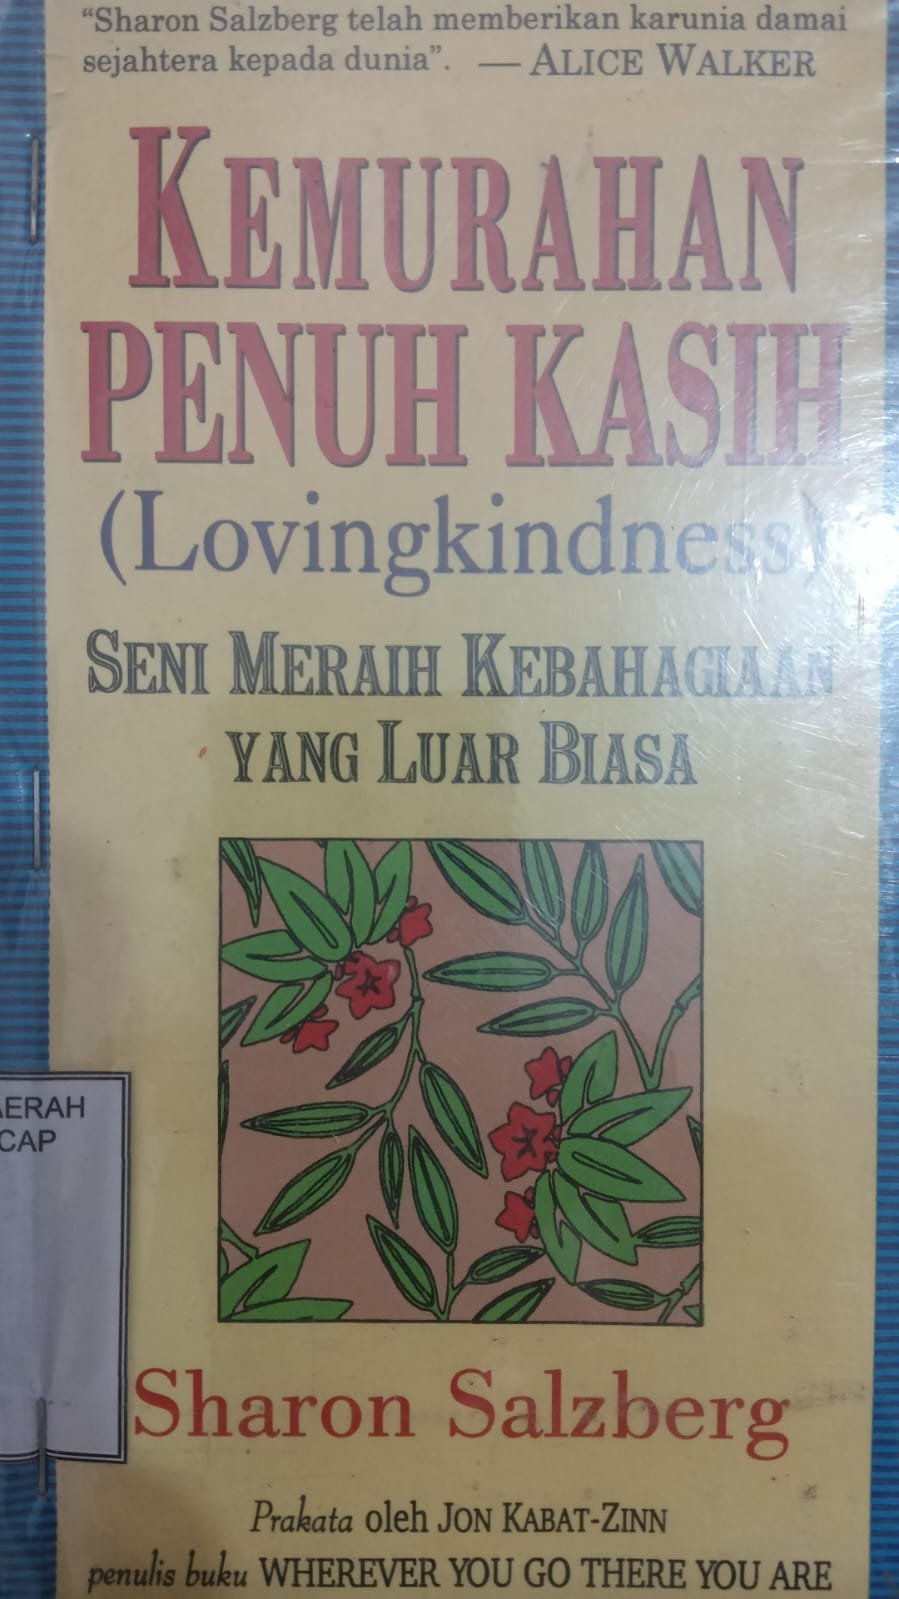 “Sharon Salzberg telah memberikan karunia damai
sejahtera kepada dunia”. — ALICE WALKER
KEMURAHAN
PENUH KASIH
(Lovingkindness)
SENI MERAIH KEBAHAGIAAN
YANG LUAR BIASA
AERAH
CAP
Sharon Salzberg
Prakata oleh JON KABAT-ZINN
penulis buku WHEREVER YOU GO THERE YOU ARE